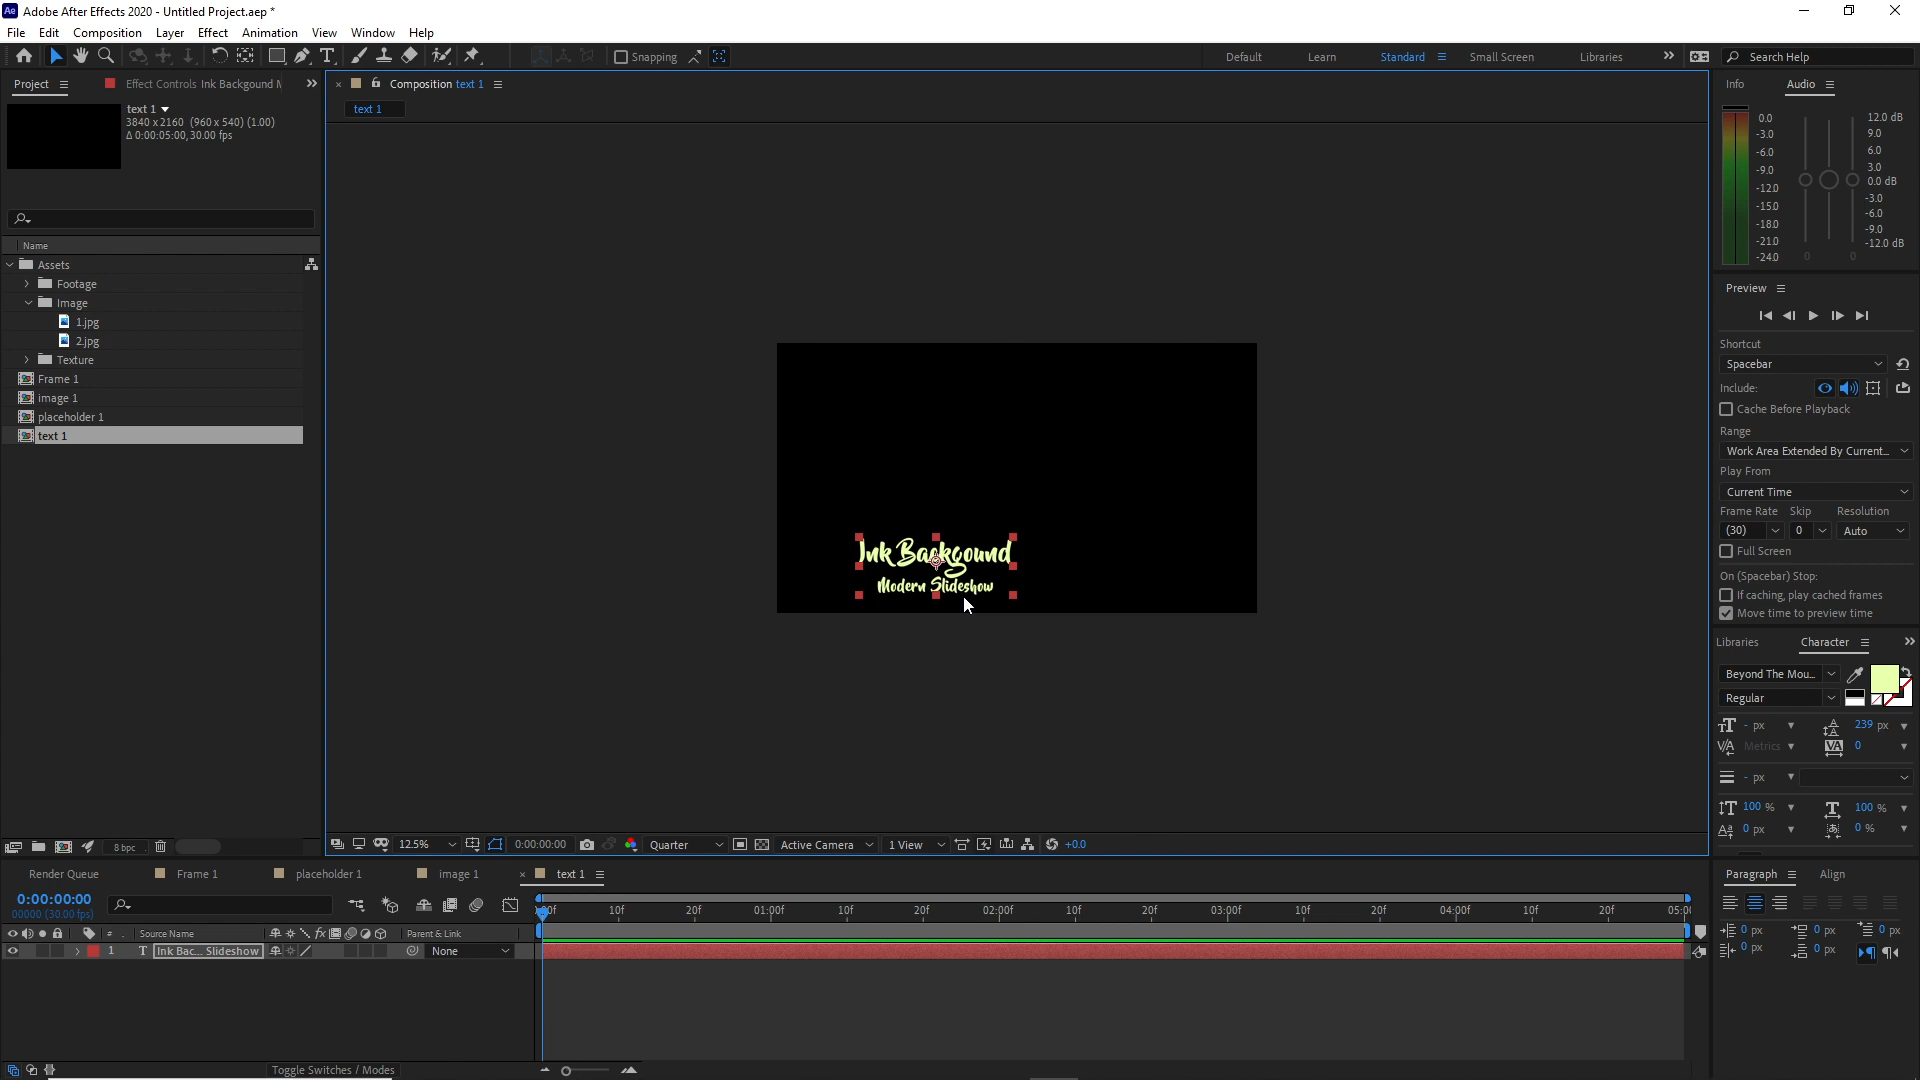 Ae Adobe After Effects 2020 - Untitled Project.aep *
File Edit Composition Layer Effect Animation View Window Help
Snapping
Default Learn Standard Small Screen Libraries
Search Help
Project Effect Controls Ink Backgound M
text 1
3840 x 2160 (960 x 540) (1.00)
Δ 0:00:05:00, 30.00 fps
Name
Assets
Footage
Image
1.jpg
2.jpg
Texture
Frame 1
image 1
placeholder 1
text 1
8 bpc
Composition text 1
text 1
Ink Backgound
Modern Slideshow
12.5% 0:00:00:00 Quarter Active Camera 1 View +0.0
Info Audio
0.0
-3.0
-6.0
-9.0
-12.0
-15.0
-18.0
-21.0
-24.0
12.0 dB
9.0
6.0
3.0
0.0 dB
-3.0
-6.0
-9.0
-12.0 dB
0 0
Preview
Shortcut
Spacebar
Include:
Cache Before Playback
Range
Work Area Extended By Current...
Play From
Current Time
Frame Rate Skip Resolution
(30) 0 Auto
Full Screen
On (Spacebar) Stop:
If caching, play cached frames
Move time to preview time
Libraries Character
Beyond The Mou...
Regular
- px 239 px
Metrics 0
- px
100 % 100 %
0 px 0 %
Paragraph Align
0 px 0 px 0 px
0 px 0 px
Render Queue Frame 1 placeholder 1 image 1 text 1
0:00:00:00
00000 (30.00 fps)
10f 20f 01:00f 10f 20f 02:00f 10f 20f 03:00f 10f 20f 04:00f 10f 20f 05:0
# Source Name fx Parent & Link
1 T Ink Bac... Slideshow None
Toggle Switches / Modes